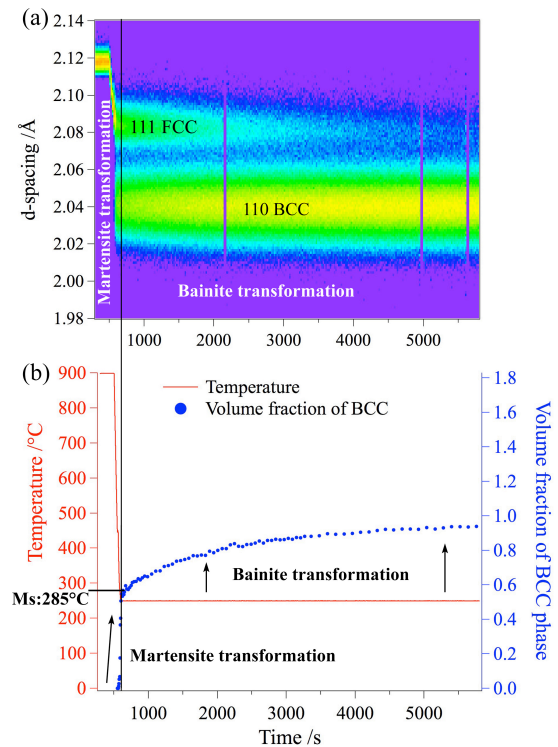 (a)
2.14
2.12
2.10
2.08
2.06
2.04
2.02
2.00
1.98
d-spacing /Å
Martensite transformation
111 FCC
110 BCC
Bainite transformation
1000
2000
3000
4000
5000
(b)
900
800
700
600
500
400
300
200
100
0
Temperature /°C
Ms:285°C
Temperature
Volume fraction of BCC
Bainite transformation
Martensite transformation
1.8
1.6
1.4
1.2
1.0
0.8
0.6
0.4
0.2
0.0
Volume fraction of BCC phase
1000
2000
3000
4000
5000
Time /s